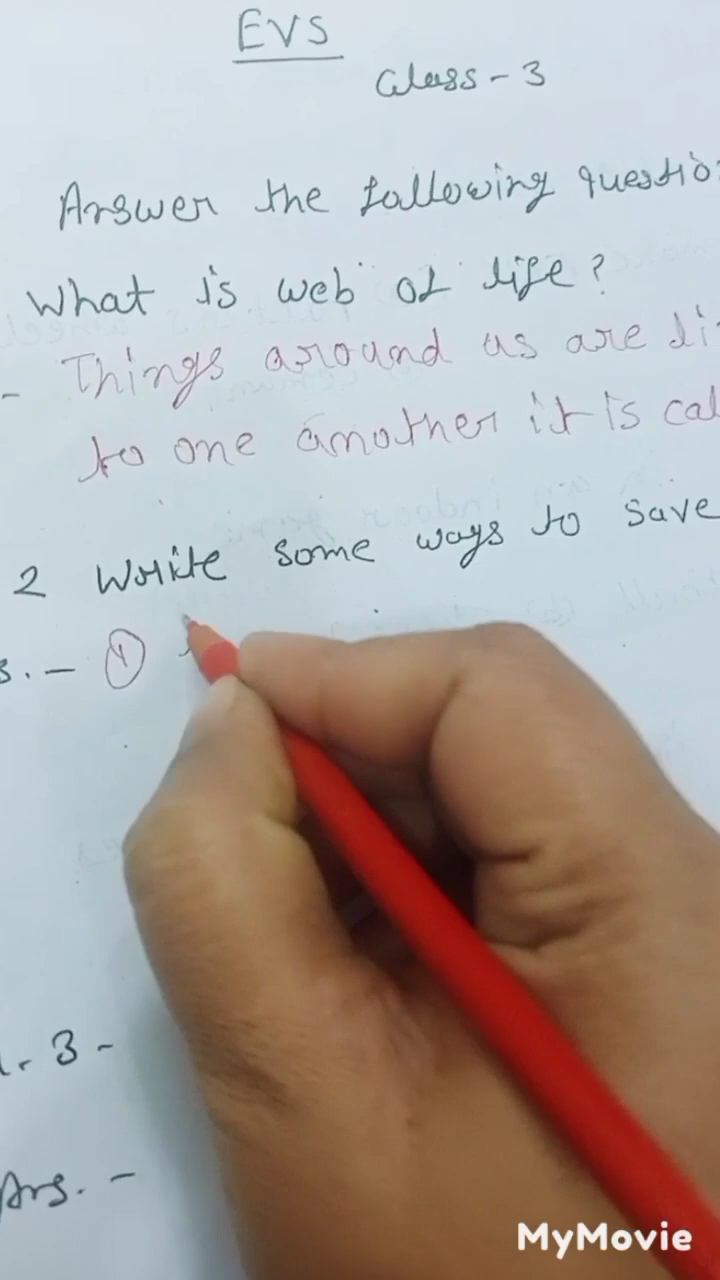 EVS
Class - 3
Answer the following questio
What is web of life?
- Things around us are li
to one another it is cal
2 Write some ways to save
s. - ①
. 3 -
Ans. -
MyMovie